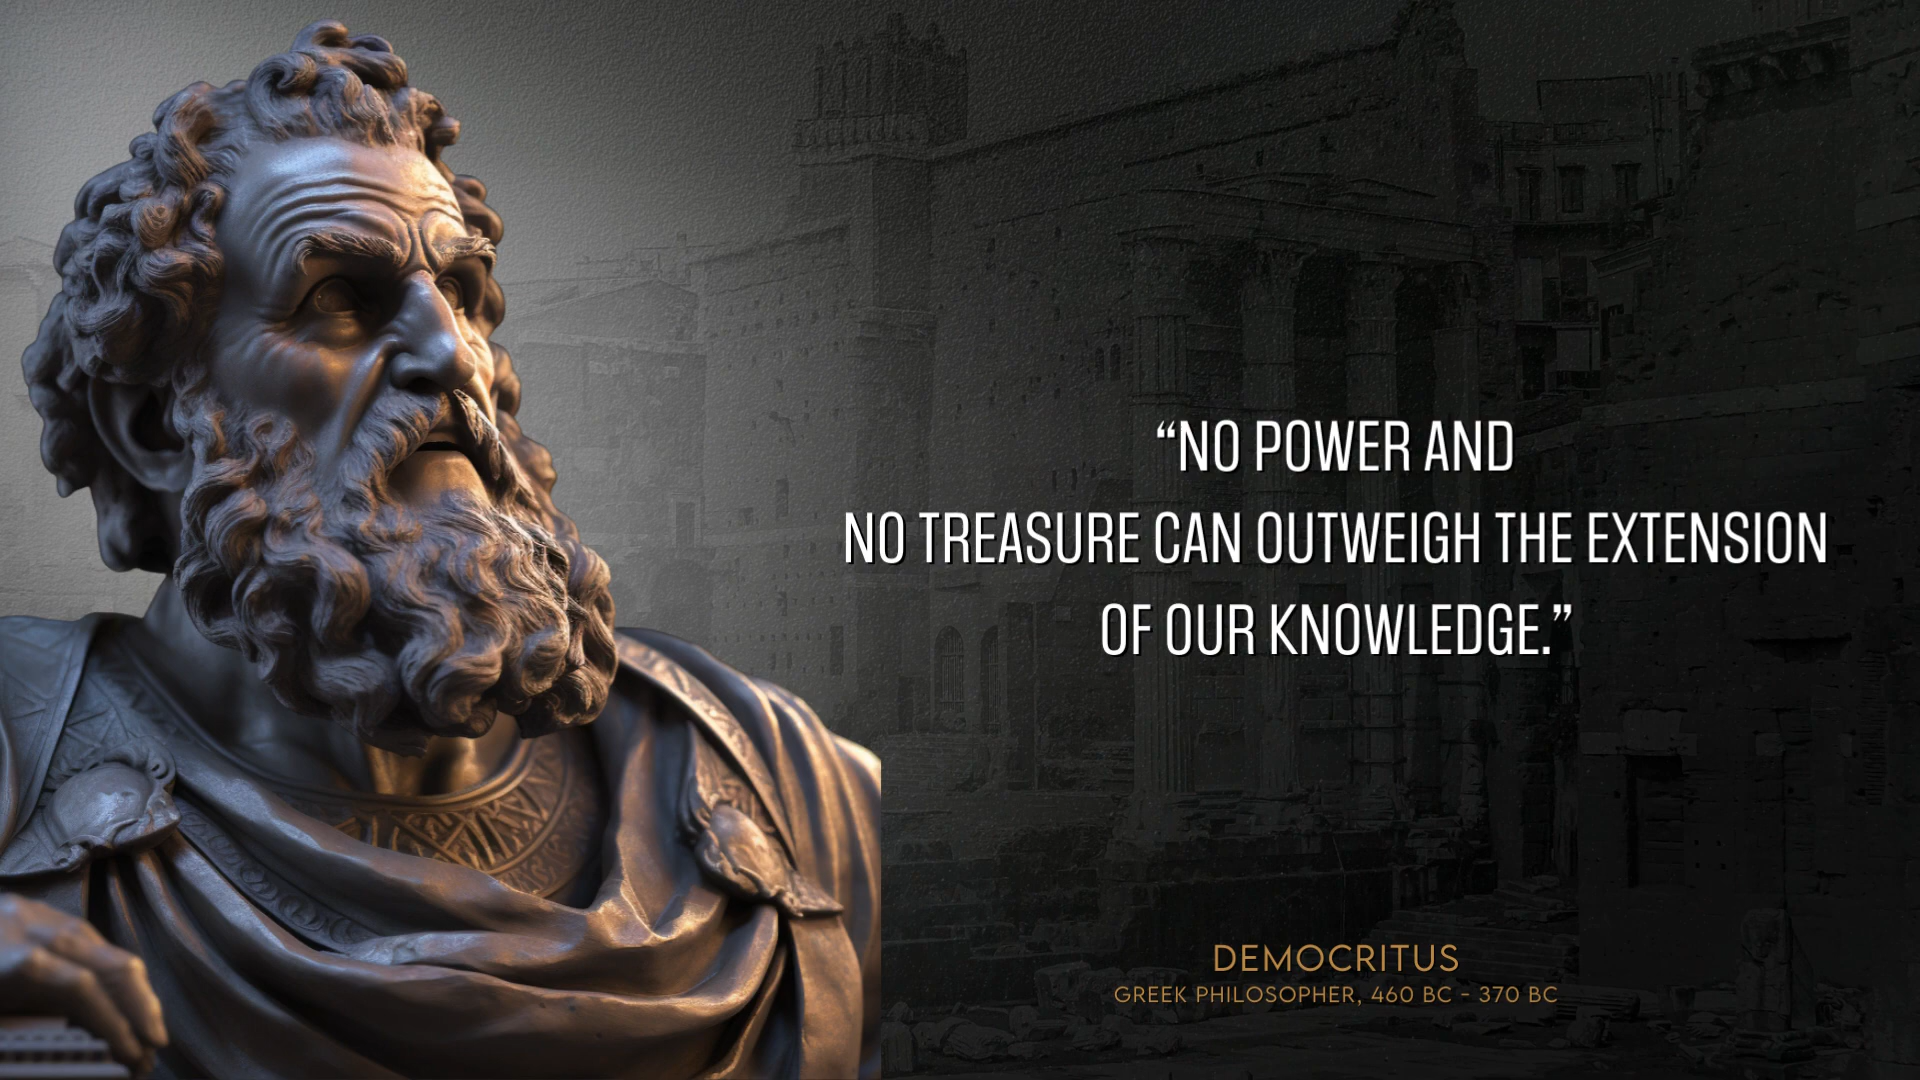 “NO POWER AND
NO TREASURE CAN OUTWEIGH THE EXTENSION
OF OUR KNOWLEDGE.”
DEMOCRITUS
GREEK PHILOSOPHER, 460 BC - 370 BC